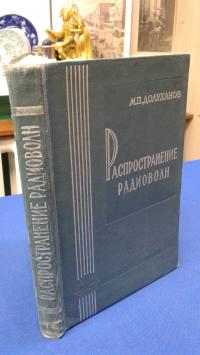 М.П. ДОЛУХАНОВ
РАСПРОСТРАНЕНИЕ
РАДИОВОЛН
РАСПРОСТРАНЕНИЕ РАДИОВОЛН